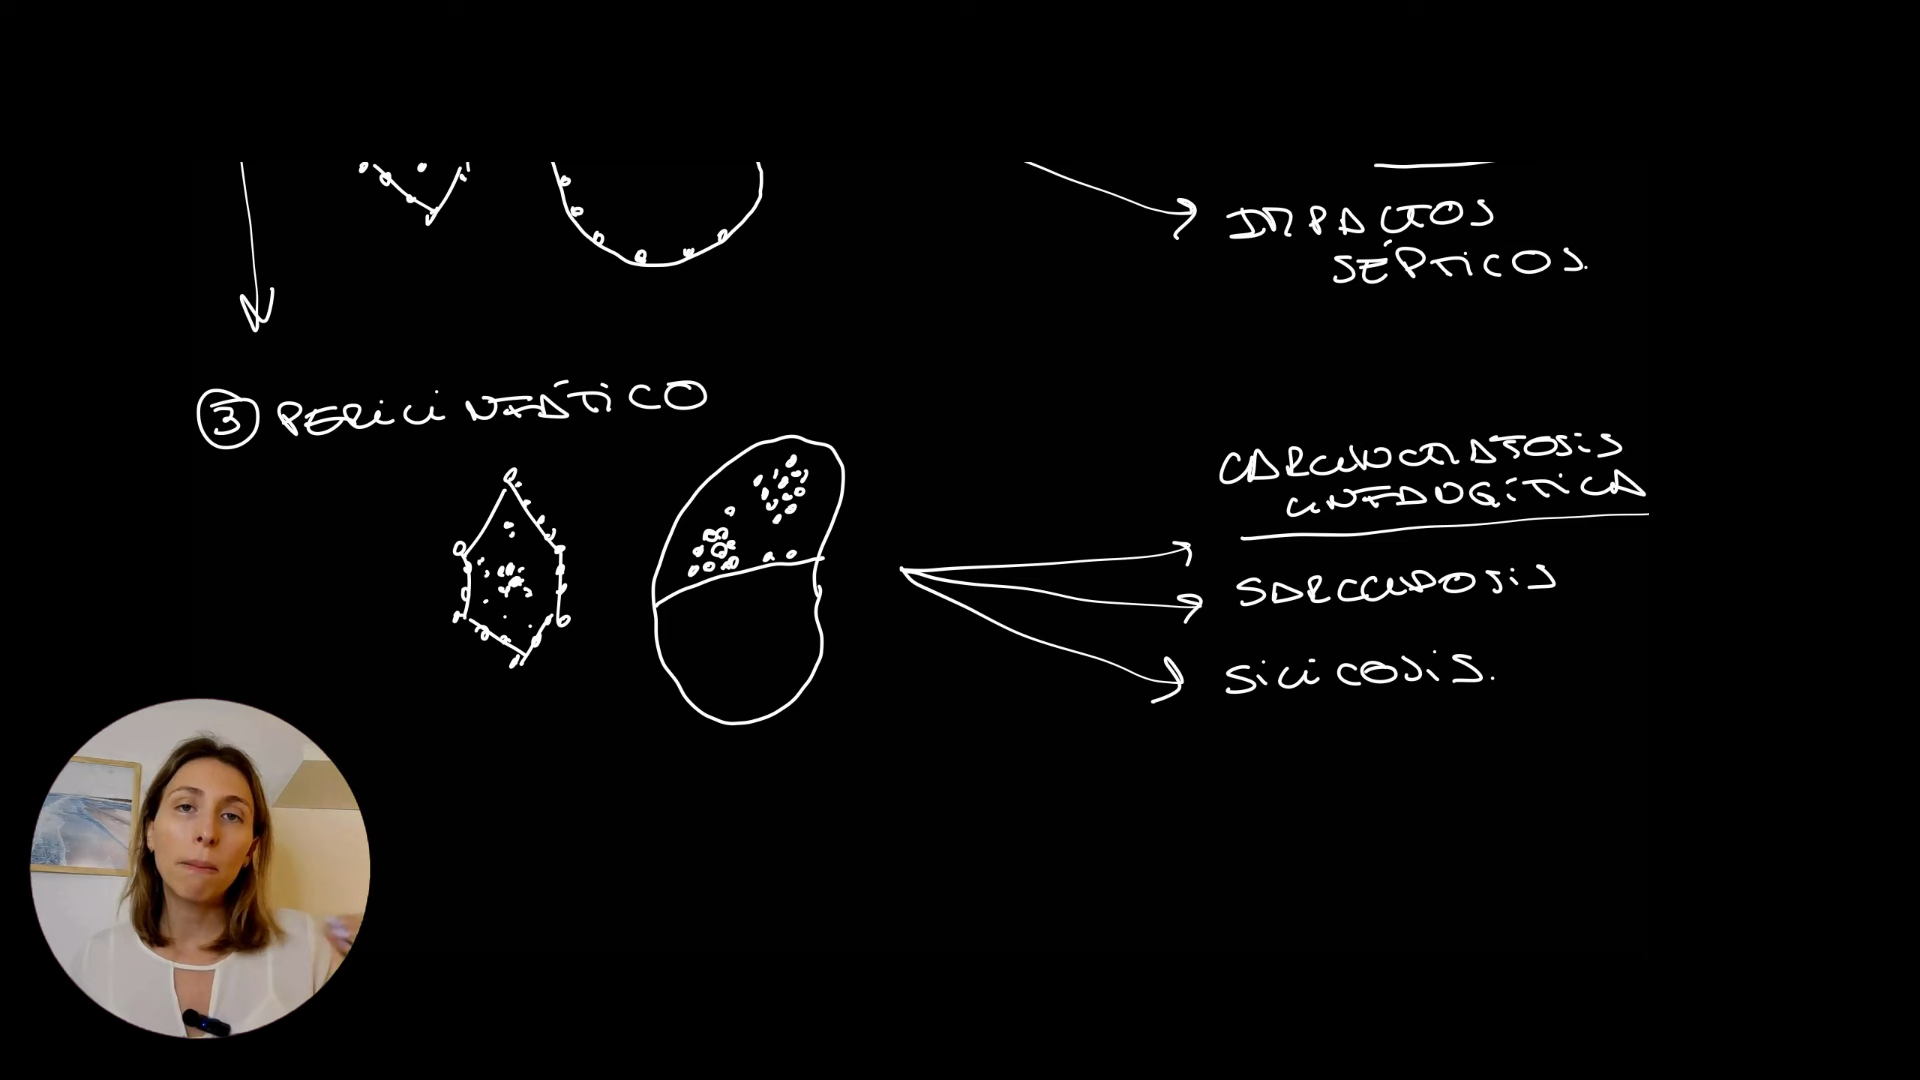 IMPACTOS
SÉPTICOS.
3 PERILINFÁTICO
CARCINOMATOSIS
LINFANGÍTICA
SARCOIDOSIS
SILICOSIS.